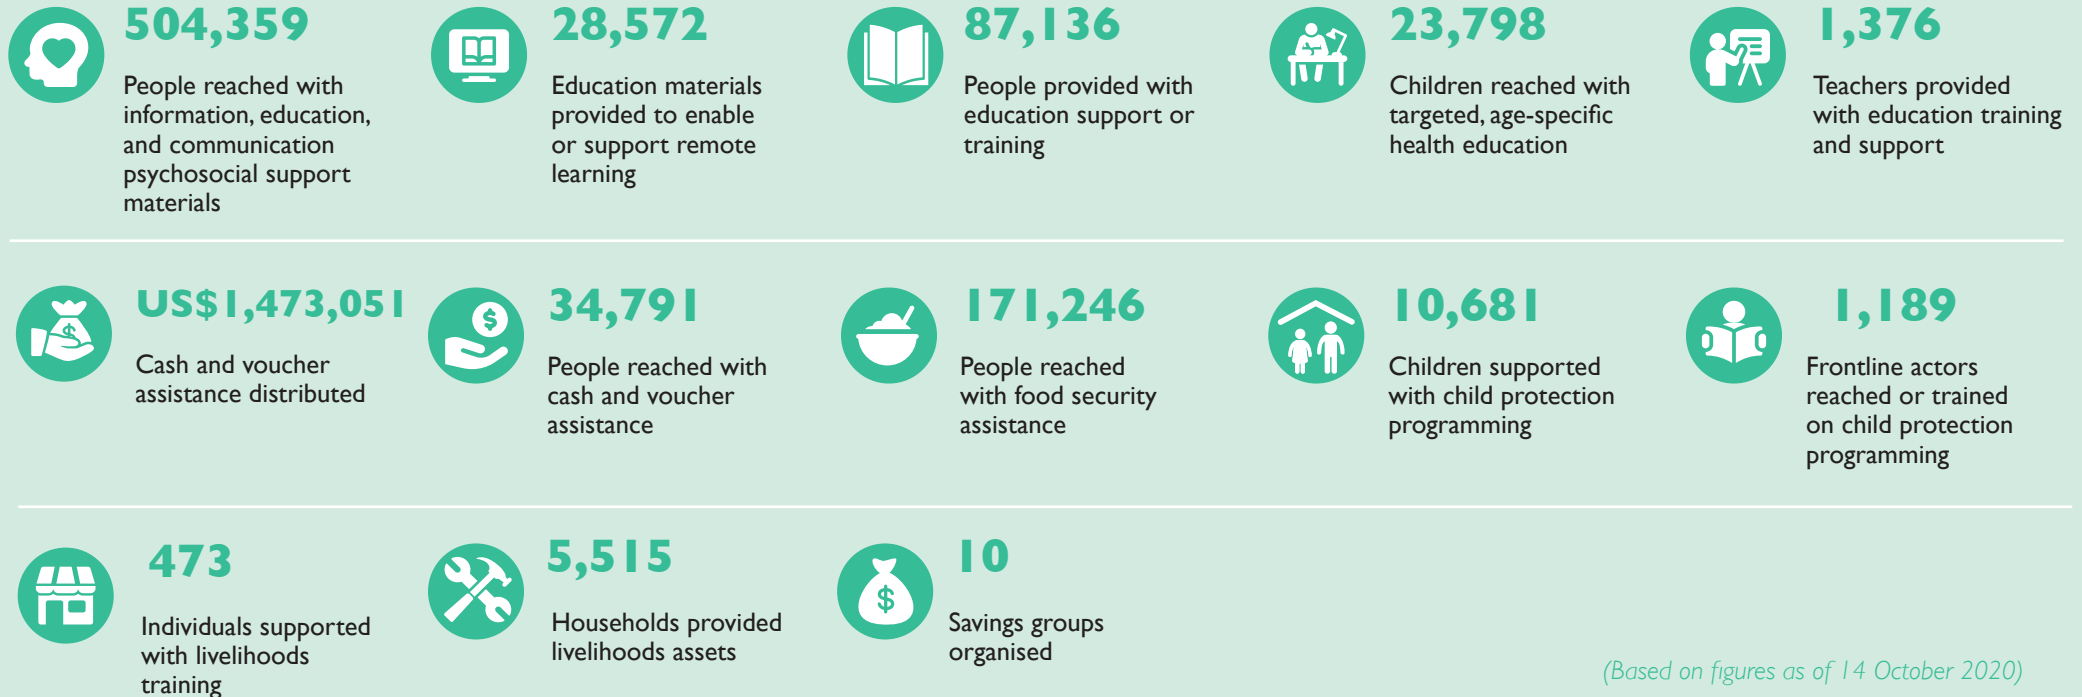 504,359
People reached with
information, education,
and communication
psychosocial support
materials
28,572
Education materials
provided to enable
or support remote
learning
87,136
People provided with
education support or
training
23,798
Children reached with
targeted, age-specific
health education
1,376
Teachers provided
with education training
and support
US$1,473,051
Cash and voucher
assistance distributed
34,791
People reached with
cash and voucher
assistance
171,246
People reached
with food security
assistance
10,681
Children supported
with child protection
programming
1,189
Frontline actors
reached or trained
on child protection
programming
473
Individuals supported
with livelihoods
training
5,515
Households provided
livelihoods assets
10
Savings groups
organised
(Based on figures as of 14 October 2020)